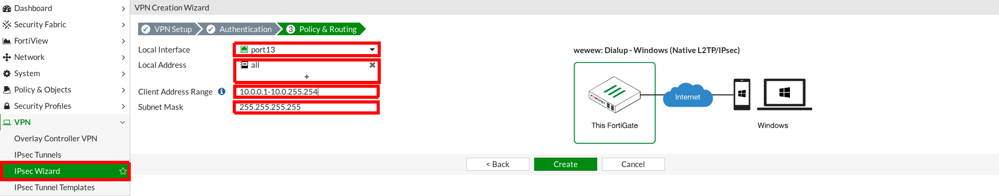 Dashboard
Security Fabric
FortiView
Network
System
Policy & Objects
Security Profiles
VPN
Overlay Controller VPN
IPsec Tunnels
IPsec Wizard
IPsec Tunnel Templates
VPN Creation Wizard
VPN Setup
Authentication
3 Policy & Routing
Local Interface port13
Local Address all
+
Client Address Range 10.0.0.1-10.0.255.254
Subnet Mask 255.255.255.255
wewew: Dialup - Windows (Native L2TP/IPsec)
FORTINET
Internet
This FortiGate
Windows
< Back
Create
Cancel